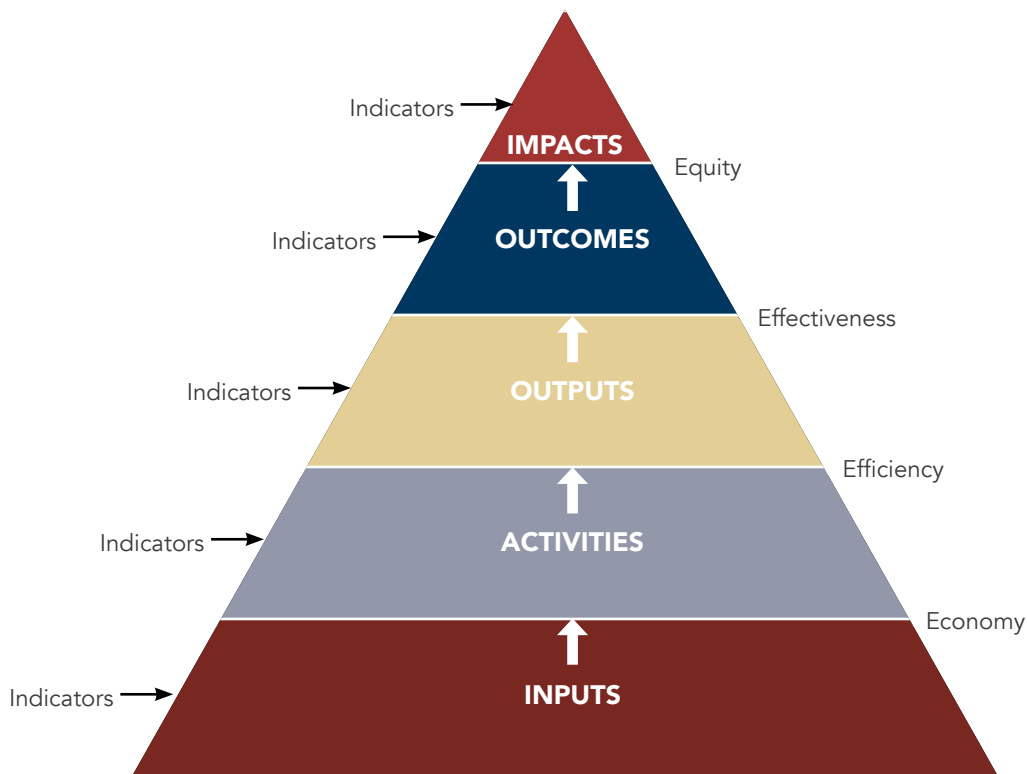 Indicators
IMPACTS
Equity
Indicators
OUTCOMES
Effectiveness
Indicators
OUTPUTS
Efficiency
Indicators
ACTIVITIES
Economy
Indicators
INPUTS